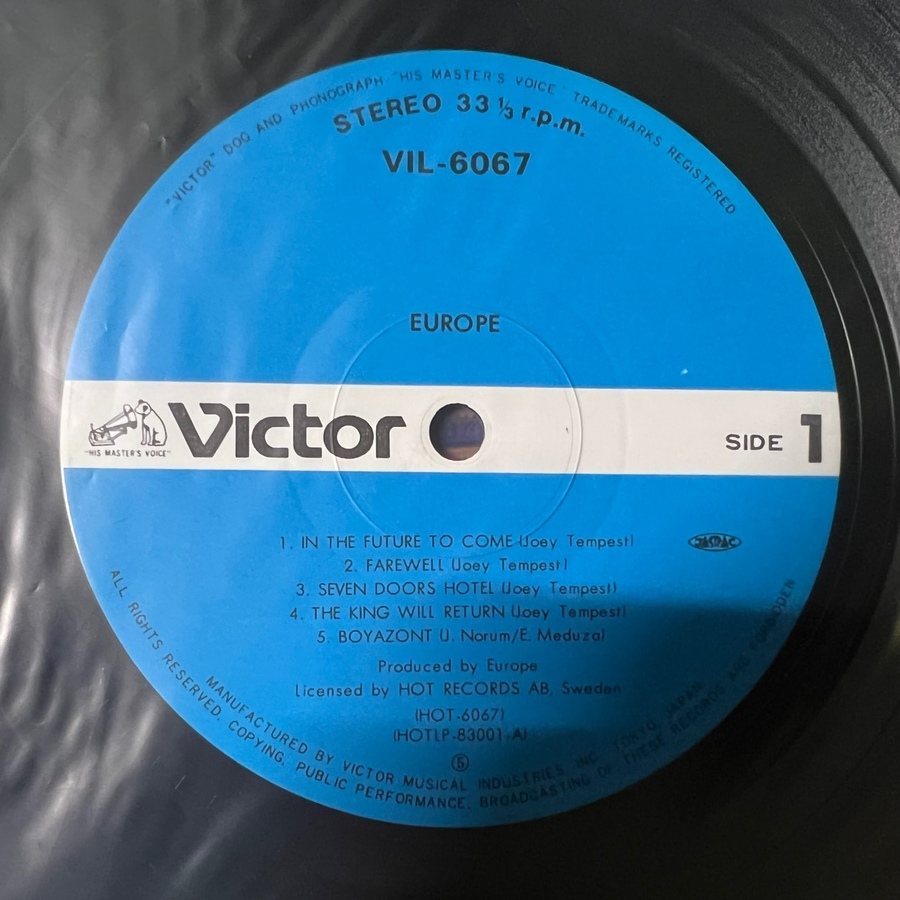 "VICTOR" DOG AND PHONOGRAPH "HIS MASTER'S VOICE" TRADEMARKS REGISTERED
STEREO 33 1/3 r.p.m.
VIL-6067
EUROPE
"HIS MASTER'S VOICE"
Victor
SIDE 1
1. IN THE FUTURE TO COME (Joey Tempest)
2. FAREWELL (Joey Tempest)
3. SEVEN DOORS HOTEL (Joey Tempest)
4. THE KING WILL RETURN (Joey Tempest)
5. BOYAZONT (J. Norum/E. Meduza)
JASRAC
Produced by Europe
Licensed by HOT RECORDS AB, Sweden
(HOT-6067)
(HOTLP-83001-A)
5
MANUFACTURED BY VICTOR MUSICAL INDUSTRIES, INC. TOKYO, JAPAN
ALL RIGHTS RESERVED. COPYING, PUBLIC PERFORMANCE, BROADCASTING OF THESE RECORDS ARE FORBIDDEN